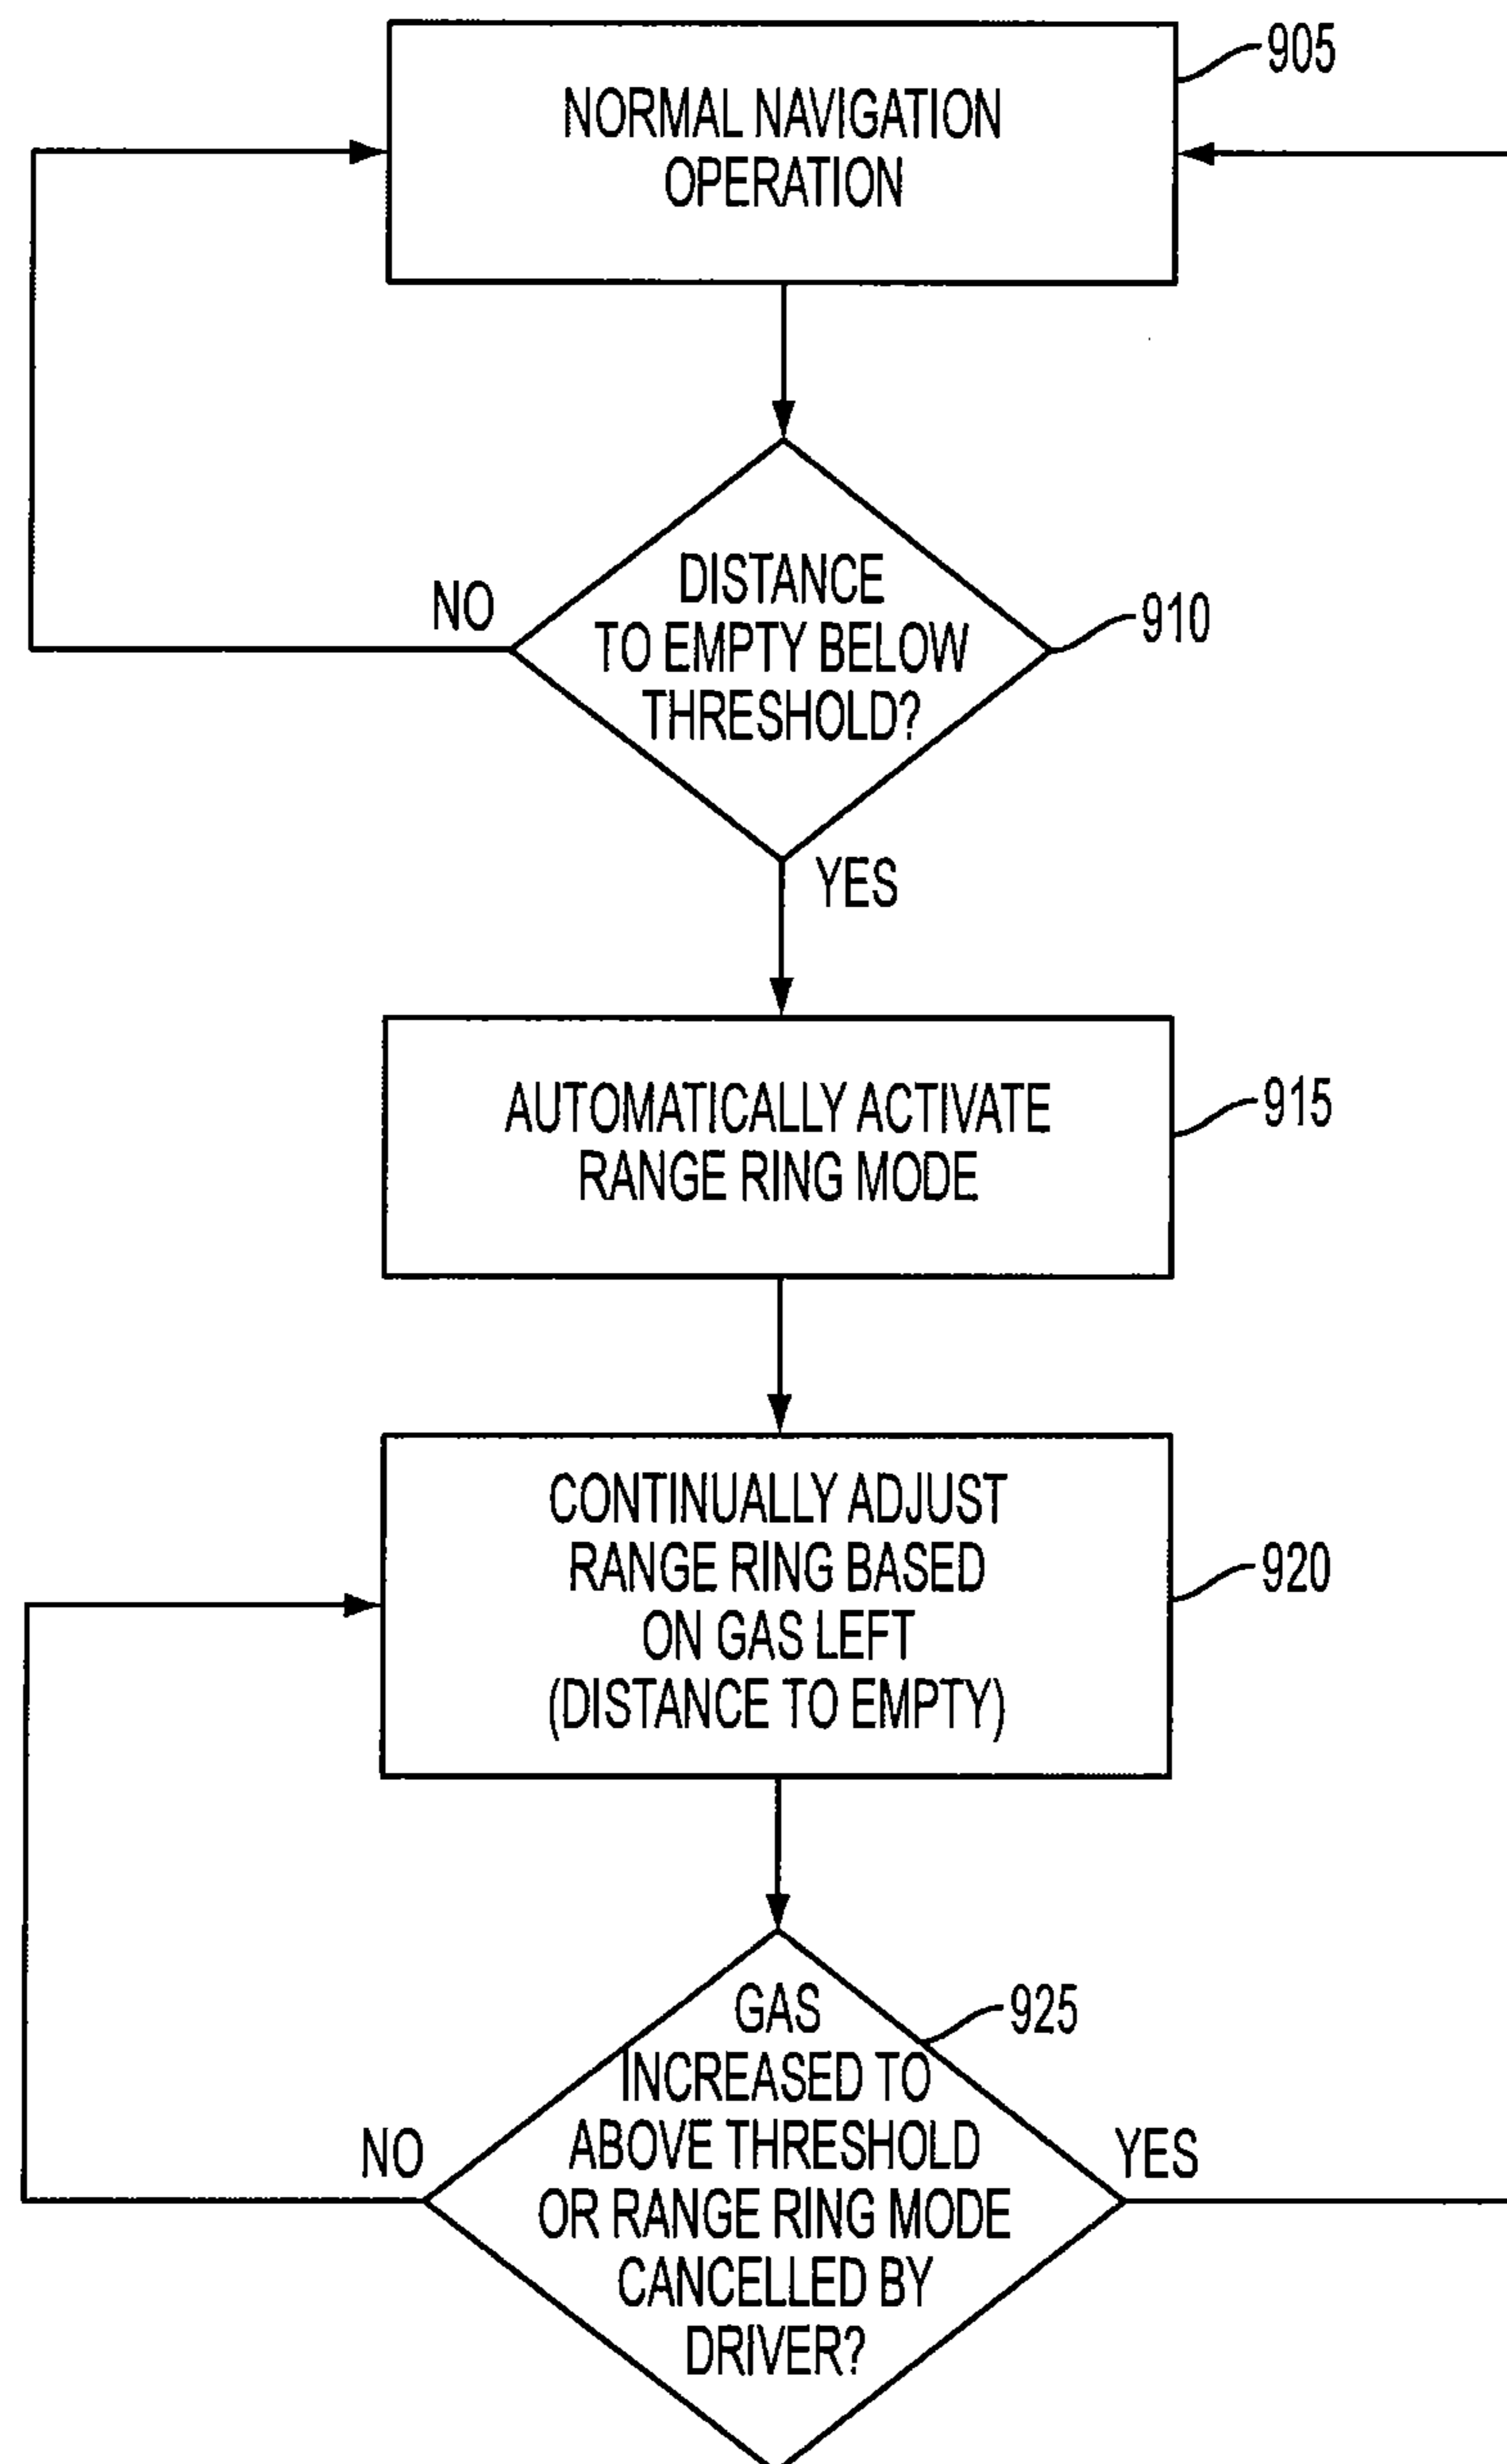 905
NORMAL NAVIGATION
OPERATION
NO
DISTANCE
TO EMPTY BELOW
THRESHOLD?
910
YES
AUTOMATICALLY ACTIVATE
RANGE RING MODE
915
CONTINUALLY ADJUST
RANGE RING BASED
ON GAS LEFT
(DISTANCE TO EMPTY)
920
GAS
INCREASED TO
ABOVE THRESHOLD
OR RANGE RING MODE
CANCELLED BY
DRIVER?
925
NO
YES